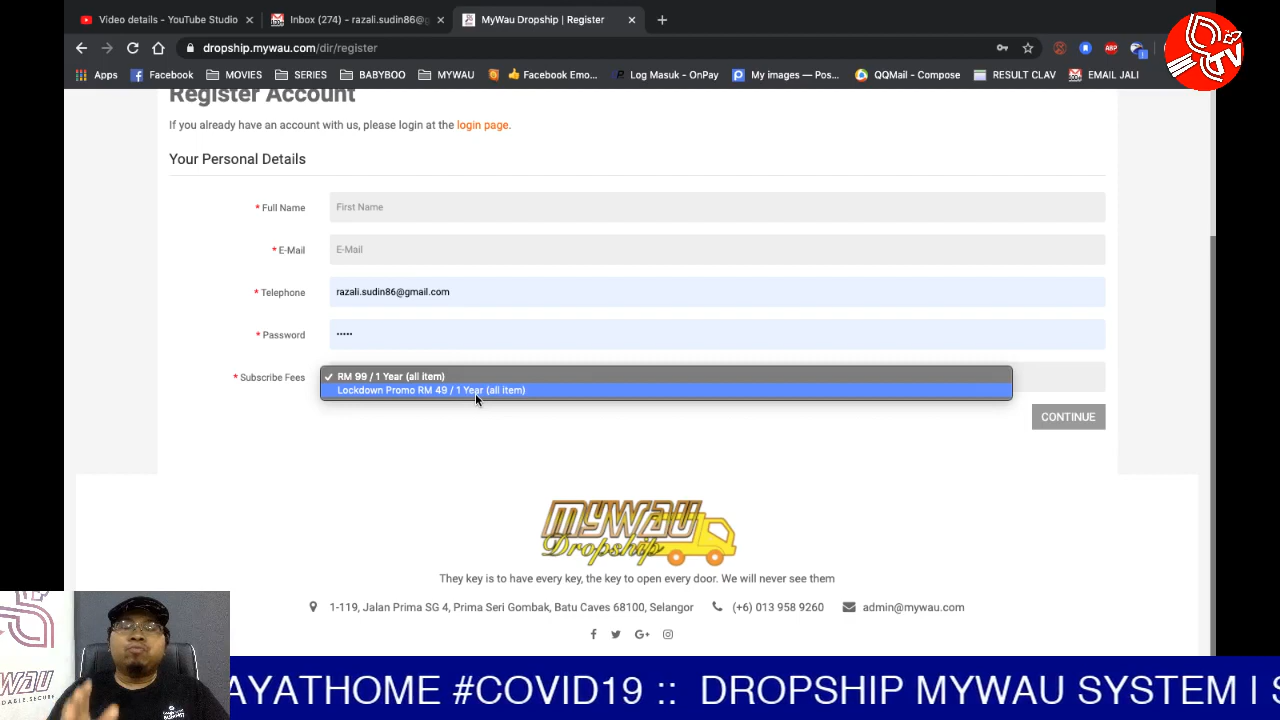 Video details - YouTube Studio
Inbox (274) - razali.sudin86@g
MyWau Dropship | Register
dropship.mywau.com/dir/register
ABP
Apps
Facebook
MOVIES
SERIES
BABYBOO
MYWAU
Facebook Emo...
Log Masuk - OnPay
My images — Pos...
QQMail - Compose
RESULT CLAV
EMAIL JALI
Register Account
If you already have an account with us, please login at the login page.
Your Personal Details
* Full Name
First Name
* E-Mail
E-Mail
* Telephone
razali.sudin86@gmail.com
* Password
•••••
* Subscribe Fees
✓ RM 99 / 1 Year (all item)
Lockdown Promo RM 49 / 1 Year (all item)
CONTINUE
MYWAU
Dropship
They key is to have every key, the key to open every door. We will never see them
1-119, Jalan Prima SG 4, Prima Seri Gombak, Batu Caves 68100, Selangor
(+6) 013 958 9260
admin@mywau.com
AYATHOME #COVID19 :: DROPSHIP MYWAU SYSTEM | S